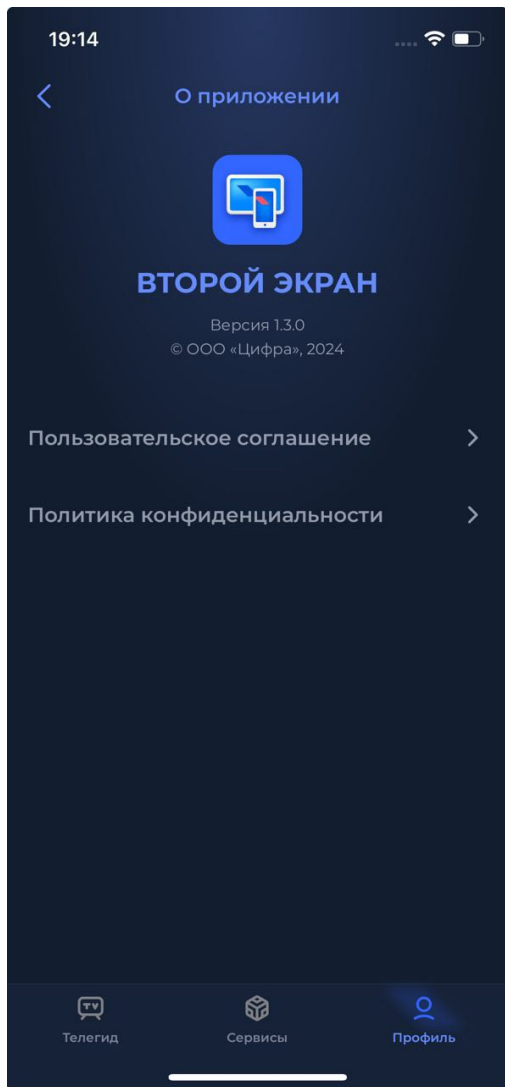 19:14
О приложении
ВТОРОЙ ЭКРАН
Версия 1.3.0
© ООО «Цифра», 2024
Пользовательское соглашение
Политика конфиденциальности
TV
Телегид
Сервисы
Профиль